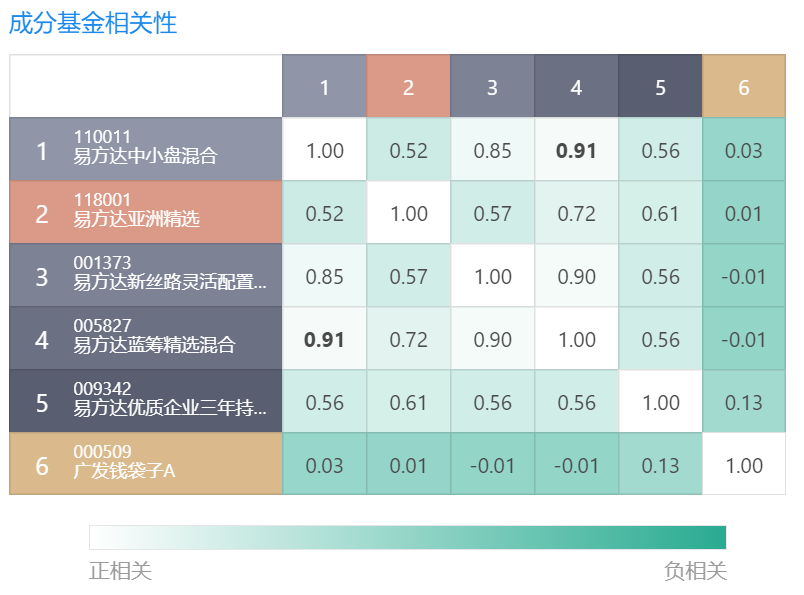 成分基金相关性
1 2 3 4 5 6
1 110011 易方达中小盘混合 1.00 0.52 0.85 0.91 0.56 0.03
2 118001 易方达亚洲精选 0.52 1.00 0.57 0.72 0.61 0.01
3 001373 易方达新丝路灵活配置... 0.85 0.57 1.00 0.90 0.56 -0.01
4 005827 易方达蓝筹精选混合 0.91 0.72 0.90 1.00 0.56 -0.01
5 009342 易方达优质企业三年持... 0.56 0.61 0.56 0.56 1.00 0.13
6 000509 广发钱袋子A 0.03 0.01 -0.01 -0.01 0.13 1.00
正相关 负相关